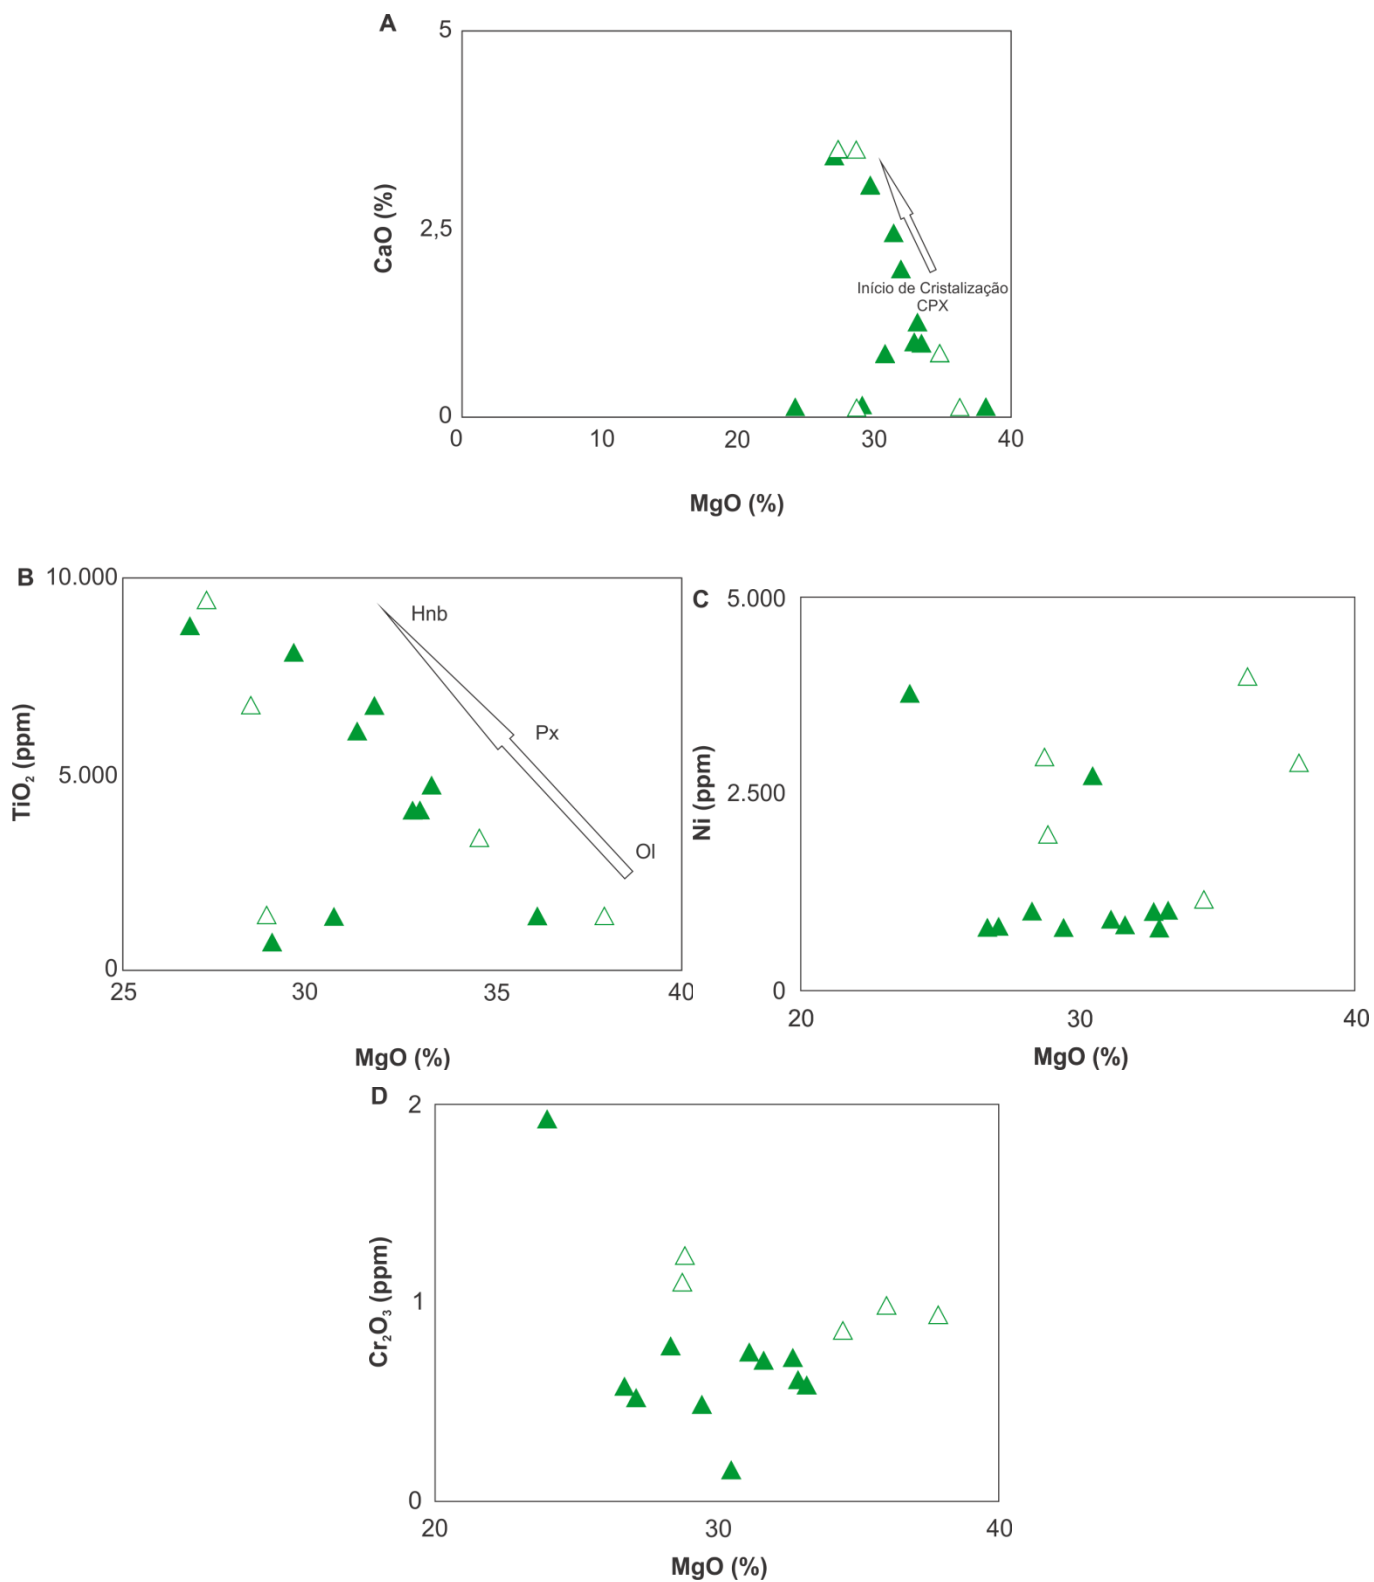 A
5
CaO (%)
2,5
Início de Cristalização
CPX
0
0 10 20 30 40
MgO (%)
B
10.000
Hnb
TiO₂ (ppm)
Px
5.000
Ol
0
25 30 35 40
MgO (%)
C
5.000
Ni (ppm)
2.500
0
20 30 40
MgO (%)
D
2
Cr₂O₃ (ppm)
1
0
20 30 40
MgO (%)